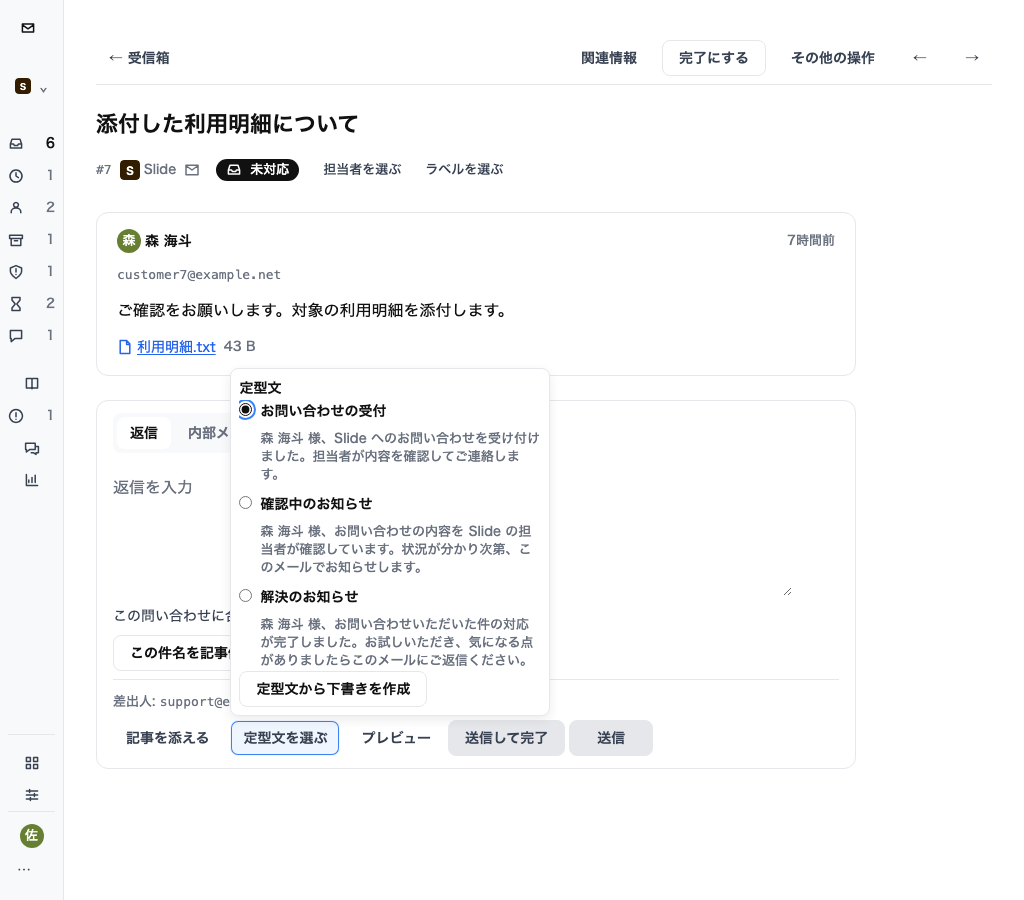 ← 受信箱
関連情報
完了にする
その他の操作
←
→
S
6
1
2
1
1
2
1
1
添付した利用明細について
#7
S
Slide
未対応
担当者を選ぶ
ラベルを選ぶ
森
森 海斗
7時間前
customer7@example.net
ご確認をお願いします。対象の利用明細を添付します。
利用明細.txt
43 B
返信
内部メ
返信を入力
定型文
お問い合わせの受付
森 海斗 様、Slide へのお問い合わせを受け付け
ました。担当者が内容を確認してご連絡しま
す。
確認中のお知らせ
森 海斗 様、お問い合わせの内容を Slide の担
当者が確認しています。状況が分かり次第、こ
のメールでお知らせします。
解決のお知らせ
森 海斗 様、お問い合わせいただいた件の対応
が完了しました。お試しいただき、気になる点
がありましたらこのメールにご返信ください。
定型文から下書きを作成
この問い合わせに
この件名を記事
差出人: support@e
記事を添える
定型文を選ぶ
プレビュー
送信して完了
送信
佐
…